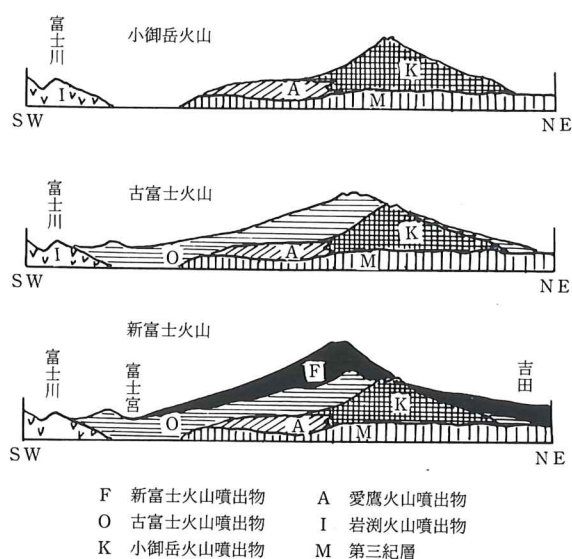 小御岳火山
富士川
I
A
K
M
SW
NE
古富士火山
富士川
I
O
A
K
M
SW
NE
新富士火山
富士川
富士宮
吉田
F
O
A
K
M
SW
NE
F 新富士火山噴出物
O 古富士火山噴出物
K 小御岳火山噴出物
A 愛鷹火山噴出物
I 岩渕火山噴出物
M 第三紀層